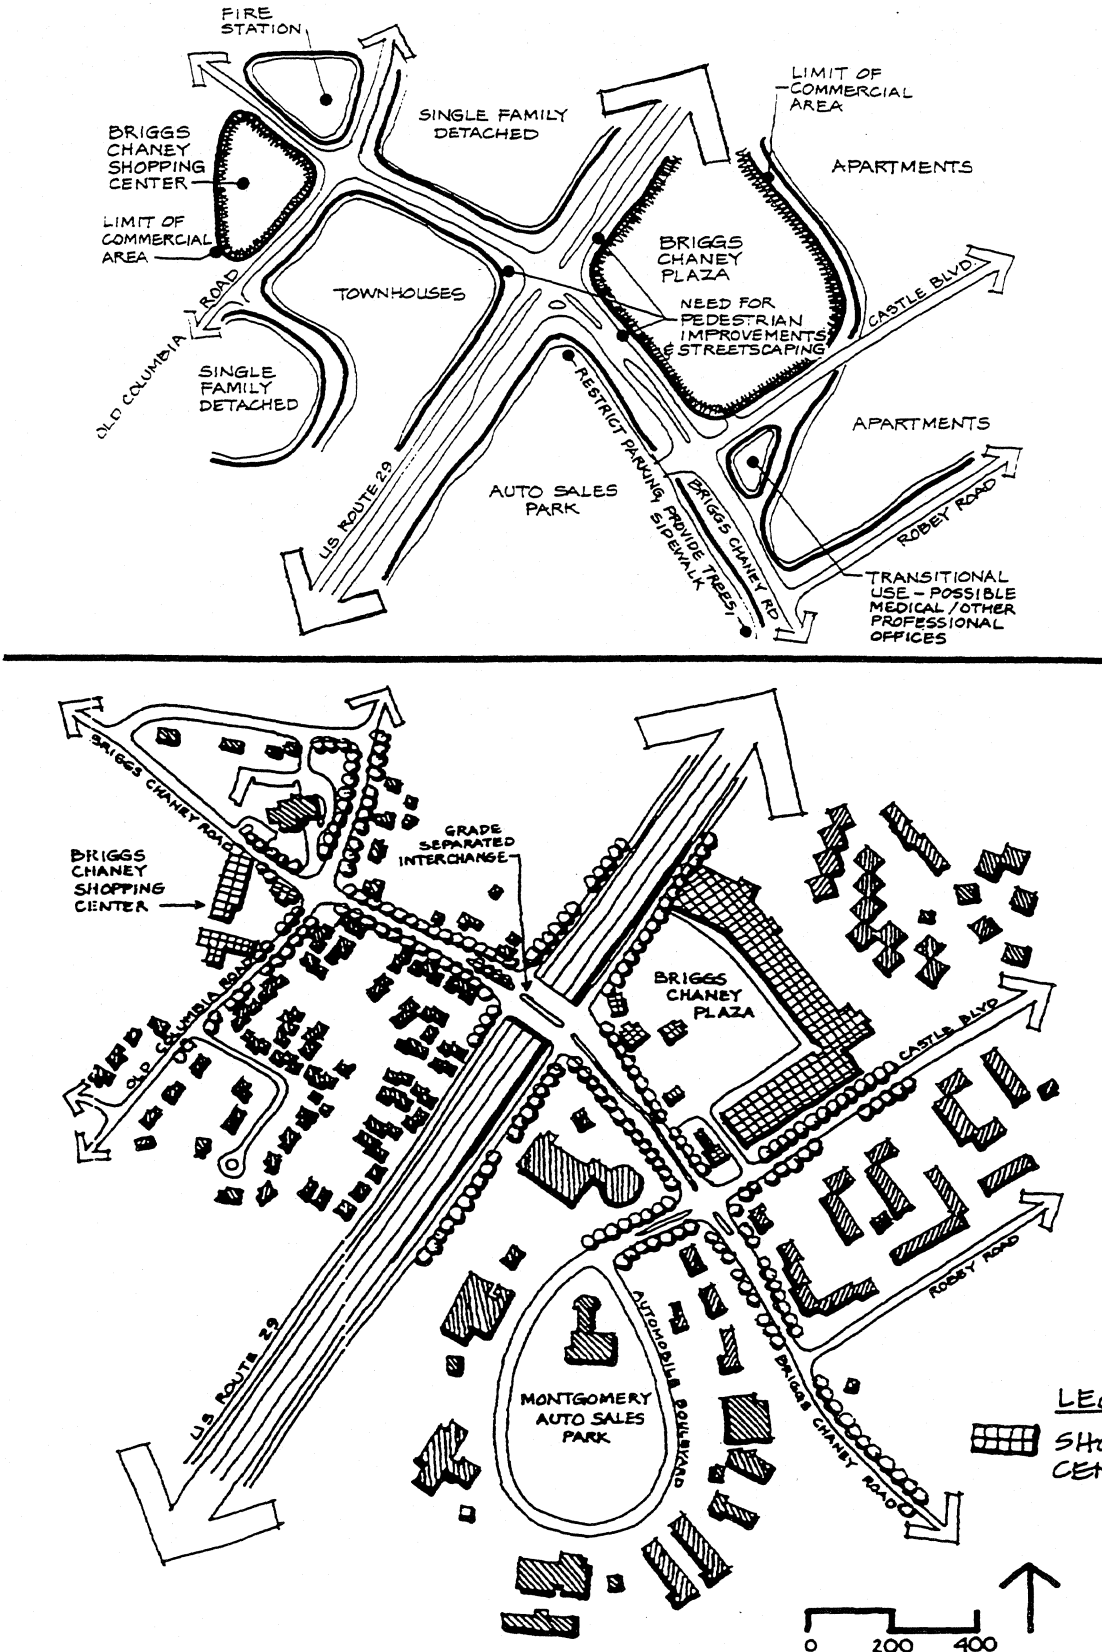 FIRE
STATION
BRIGGS
CHANEY
SHOPPING
CENTER
LIMIT OF
COMMERCIAL
AREA
SINGLE FAMILY
DETACHED
LIMIT OF
COMMERCIAL
AREA
APARTMENTS
BRIGGS
CHANEY
PLAZA
TOWNHOUSES
NEED FOR
PEDESTRIAN
IMPROVEMENTS
& STREETSCAPING
CASTLE BLVD.
OLD COLUMBIA ROAD
SINGLE
FAMILY
DETACHED
RESTRICT PARKING, PROVIDE TREES,
SIDEWALK
APARTMENTS
AUTO SALES
PARK
US ROUTE 29
BRIGGS CHANEY RD
ROBEY ROAD
TRANSITIONAL
USE – POSSIBLE
MEDICAL / OTHER
PROFESSIONAL
OFFICES
BRIGGS CHANEY ROAD
GRADE
SEPARATED
INTERCHANGE
BRIGGS
CHANEY
SHOPPING
CENTER
BRIGGS
CHANEY
PLAZA
OLD COLUMBIA ROAD
CASTLE BLVD
ROBEY ROAD
US ROUTE 29
AUTOMOBILE BOULEVARD
MONTGOMERY
AUTO SALES
PARK
BRIGGS CHANEY ROAD
LE
SHO
CE
0 200 400